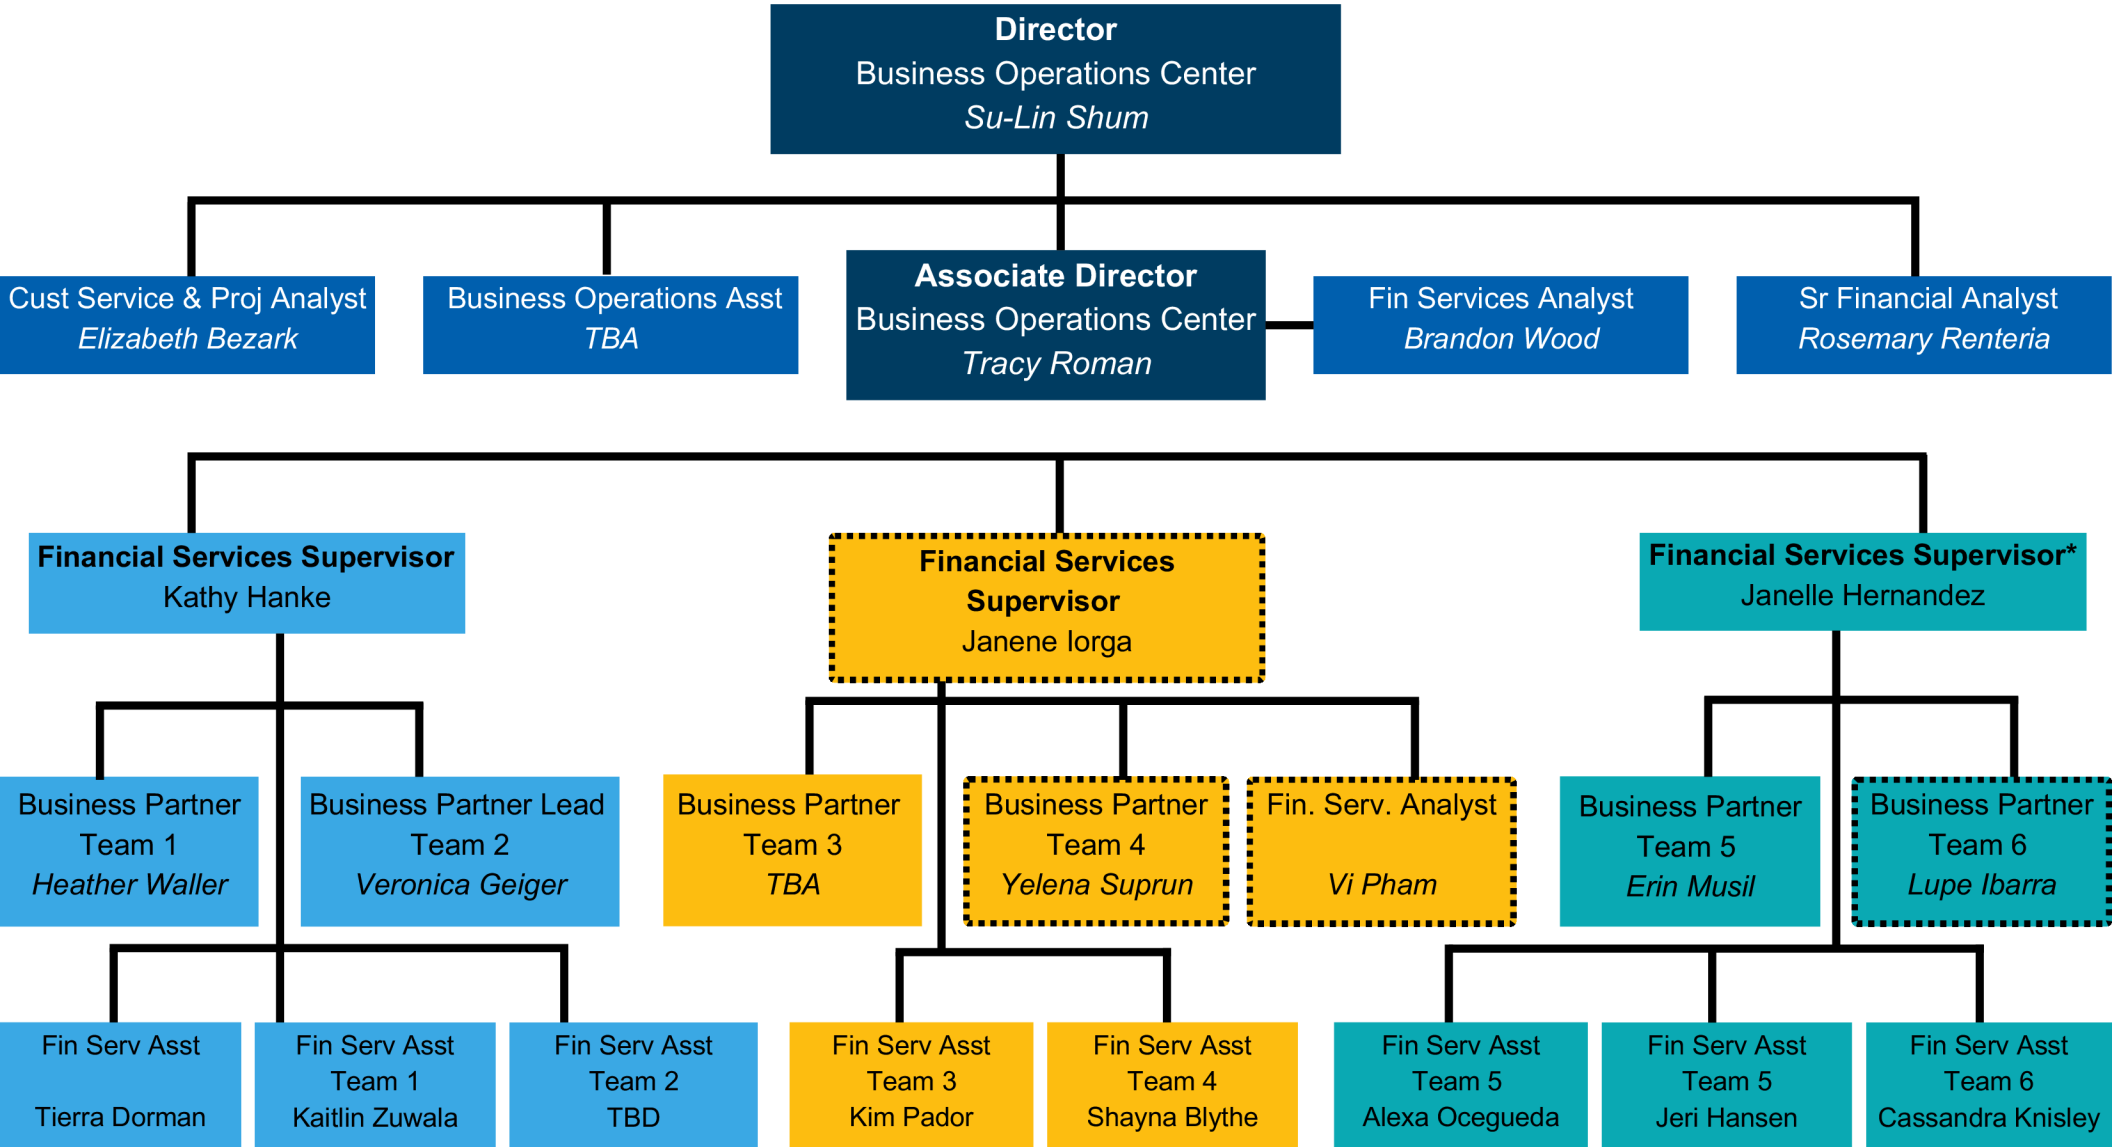 Director
Business Operations Center
Su-Lin Shum
Cust Service & Proj Analyst
Elizabeth Bezark
Business Operations Asst
TBA
Associate Director
Business Operations Center
Tracy Roman
Fin Services Analyst
Brandon Wood
Sr Financial Analyst
Rosemary Renteria
Financial Services Supervisor
Kathy Hanke
Financial Services
Supervisor
Janene Iorga
Financial Services Supervisor*
Janelle Hernandez
Business Partner
Team 1
Heather Waller
Business Partner Lead
Team 2
Veronica Geiger
Business Partner
Team 3
TBA
Business Partner
Team 4
Yelena Suprun
Fin. Serv. Analyst
Vi Pham
Business Partner
Team 5
Erin Musil
Business Partner
Team 6
Lupe Ibarra
Fin Serv Asst
Tierra Dorman
Fin Serv Asst
Team 1
Kaitlin Zuwala
Fin Serv Asst
Team 2
TBD
Fin Serv Asst
Team 3
Kim Pador
Fin Serv Asst
Team 4
Shayna Blythe
Fin Serv Asst
Team 5
Alexa Ocegueda
Fin Serv Asst
Team 5
Jeri Hansen
Fin Serv Asst
Team 6
Cassandra Knisley